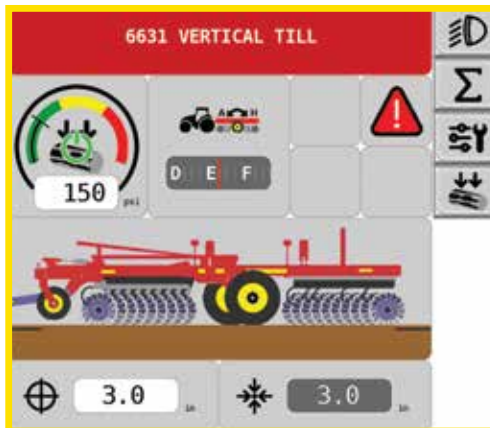 6631 VERTICAL TILL
A H
150 psi
D E F
3.0 in 3.0 in